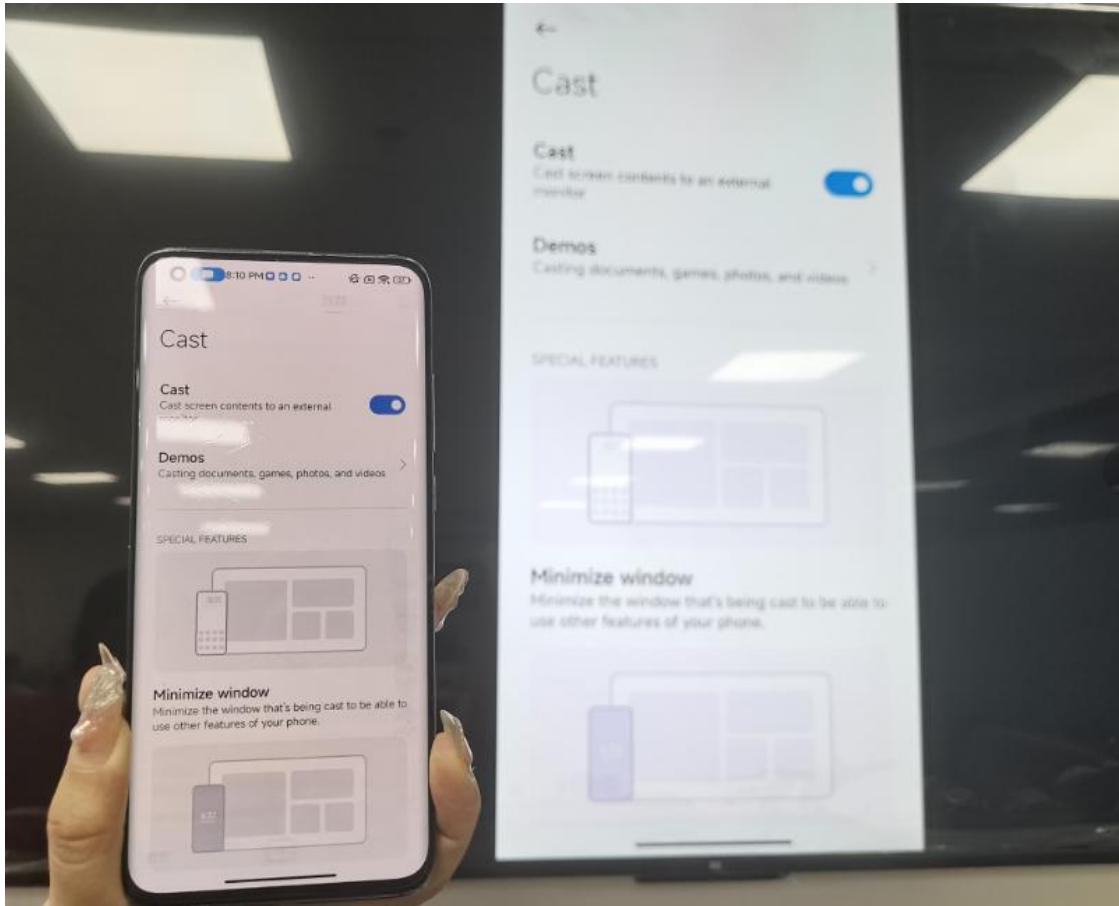 8:10 PM
Cast
Cast
Cast screen contents to an external
monitor
Demos
Casting documents, games, photos, and videos
SPECIAL FEATURES
Minimize window
Minimize the window that's being cast to be able to
use other features of your phone.
Cast
Cast
Cast screen contents to an external
monitor
Demos
Casting documents, games, photos, and videos
SPECIAL FEATURES
Minimize window
Minimize the window that's being cast to be able to
use other features of your phone.